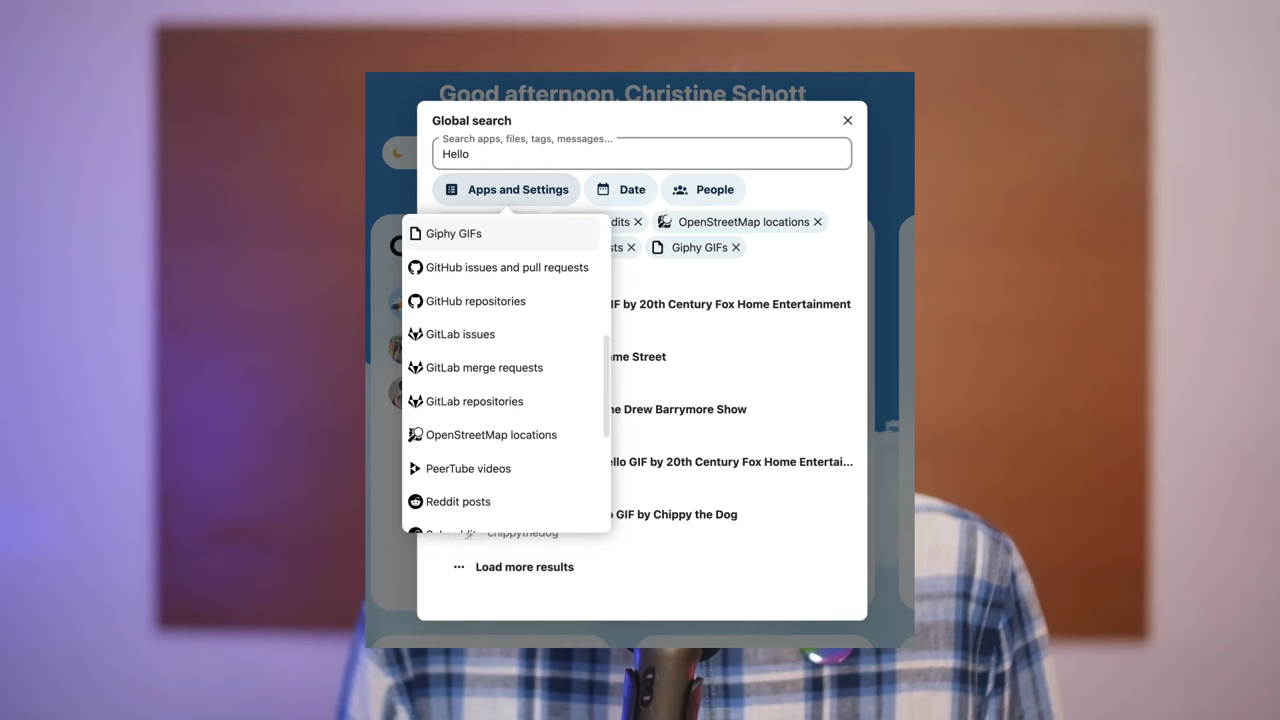 Good afternoon, Christine Schott
Global search
Search apps, files, tags, messages...
Hello
Apps and Settings
Date
People
dits
OpenStreetMap locations
sts
Giphy GIFs
Giphy GIFs
GitHub issues and pull requests
GitHub repositories
GitLab issues
GitLab merge requests
GitLab repositories
OpenStreetMap locations
PeerTube videos
Reddit posts
IF by 20th Century Fox Home Entertainment
me Street
e Drew Barrymore Show
llo GIF by 20th Century Fox Home Entertai...
GIF by Chippy the Dog
chippythedog
Load more results